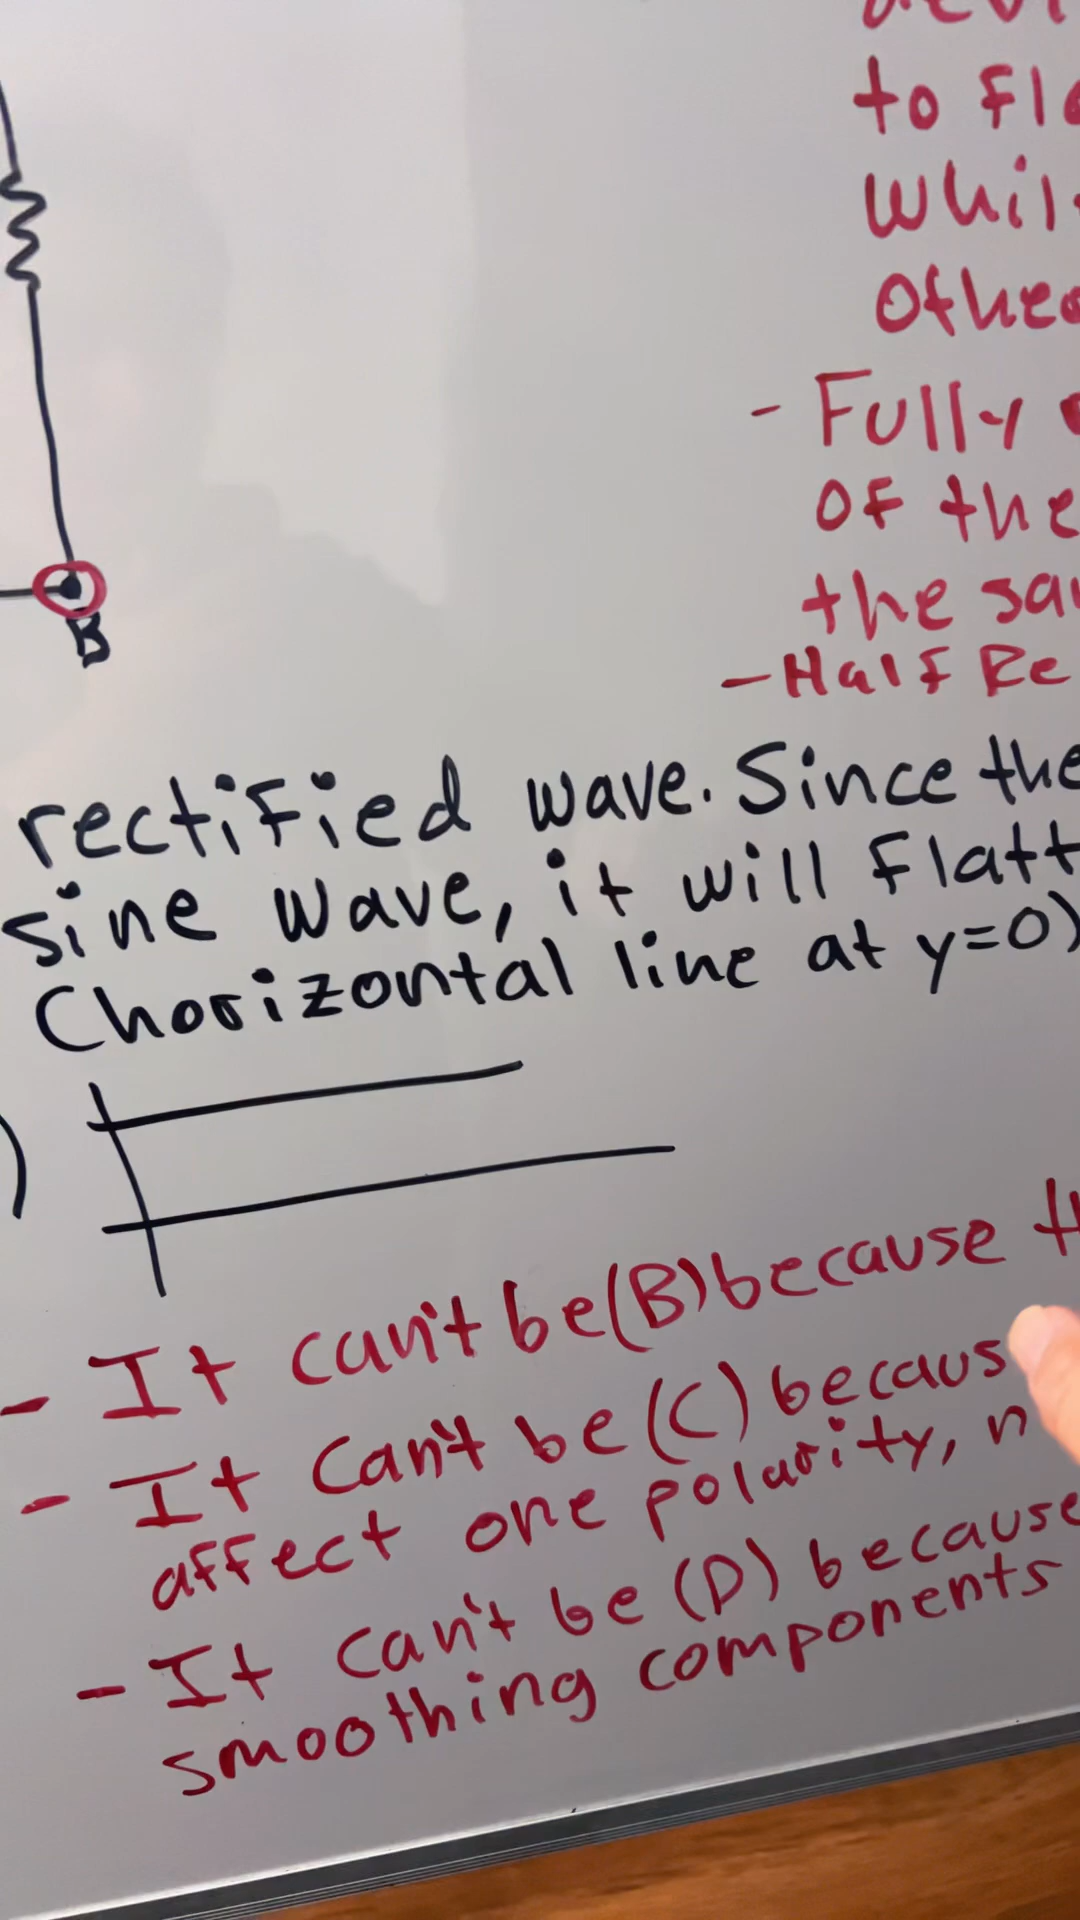 to
whil
othe
- Fully
B
of the
the
- Half Re
rectified wave. Since the
sine wave, it will flatt
(horizontal line at y=0)
)
- It can't be (B) because
- It can't be (C) becaus
affect one polarity, n
- It can't be (D) because
smoothing components